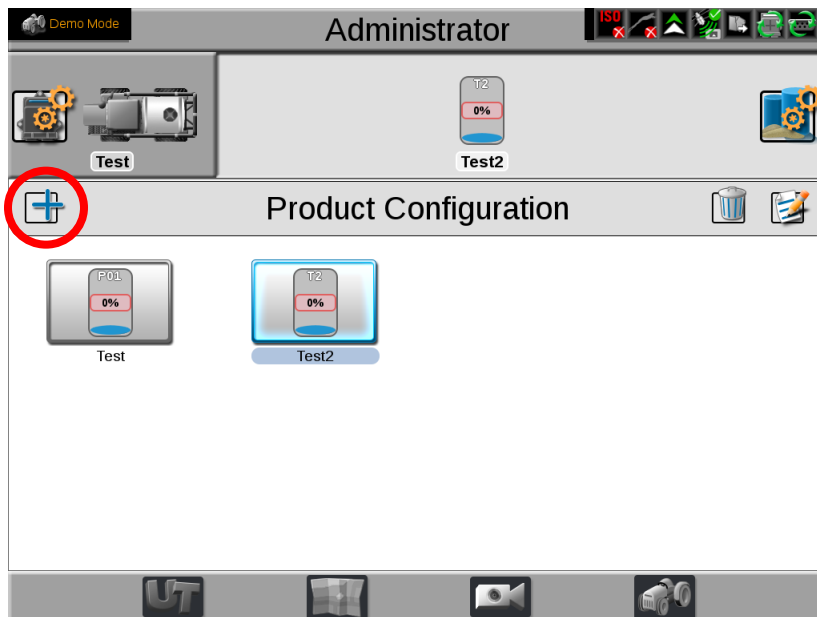 Demo Mode
Administrator
ISO
T2
0%
Test
Test2
Product Configuration
P01
0%
Test
T2
0%
Test2
UT